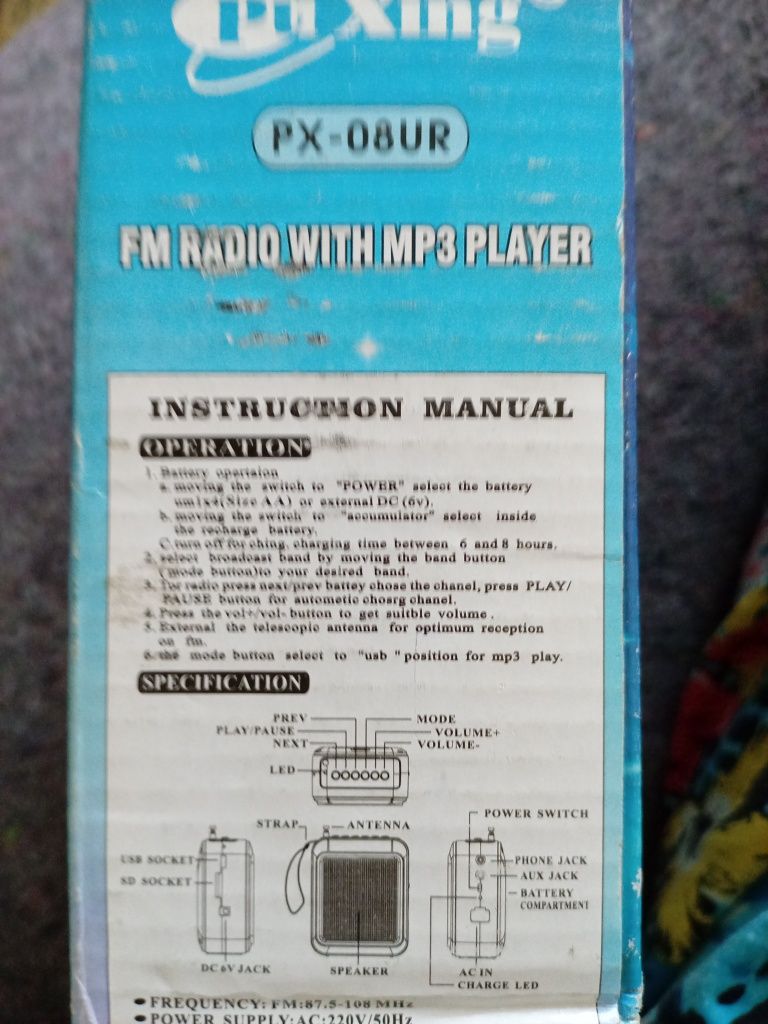 Pu Xing
PX-08UR
FM RADIO WITH MP3 PLAYER
INSTRUCTION MANUAL
OPERATION
1. Battery opertaion
a. moving the switch to "POWER" select the battery
um1x4(Size AA) or external DC (6v).
b. moving the switch to "accumulator" select inside
the recharge battery.
C.turn off for ching. charging time between 6 and 8 hours.
2. select broadcast band by moving the band button
(mode button)to your desired band.
3. Tor radio press next/prev battey chose the chanel, press PLAY/
PAUSE button for autometic chosrg chanel.
4. Press the vol+/vol- button to get suitble volume.
5. External the telescopic antenna for optimum reception
on fm.
6. the mode button select to "usb" position for mp3 play.
SPECIFICATION
PREV
MODE
PLAY/PAUSE
VOLUME+
NEXT
VOLUME-
LED
POWER SWITCH
STRAP
ANTENNA
USB SOCKET
PHONE JACK
AUX JACK
SD SOCKET
BATTERY
COMPARTMENT
DC 6V JACK
SPEAKER
AC IN
CHARGE LED
●FREQUENCY: FM:87.5-108 MHz
●POWER SUPPLY:AC:220V/50Hz